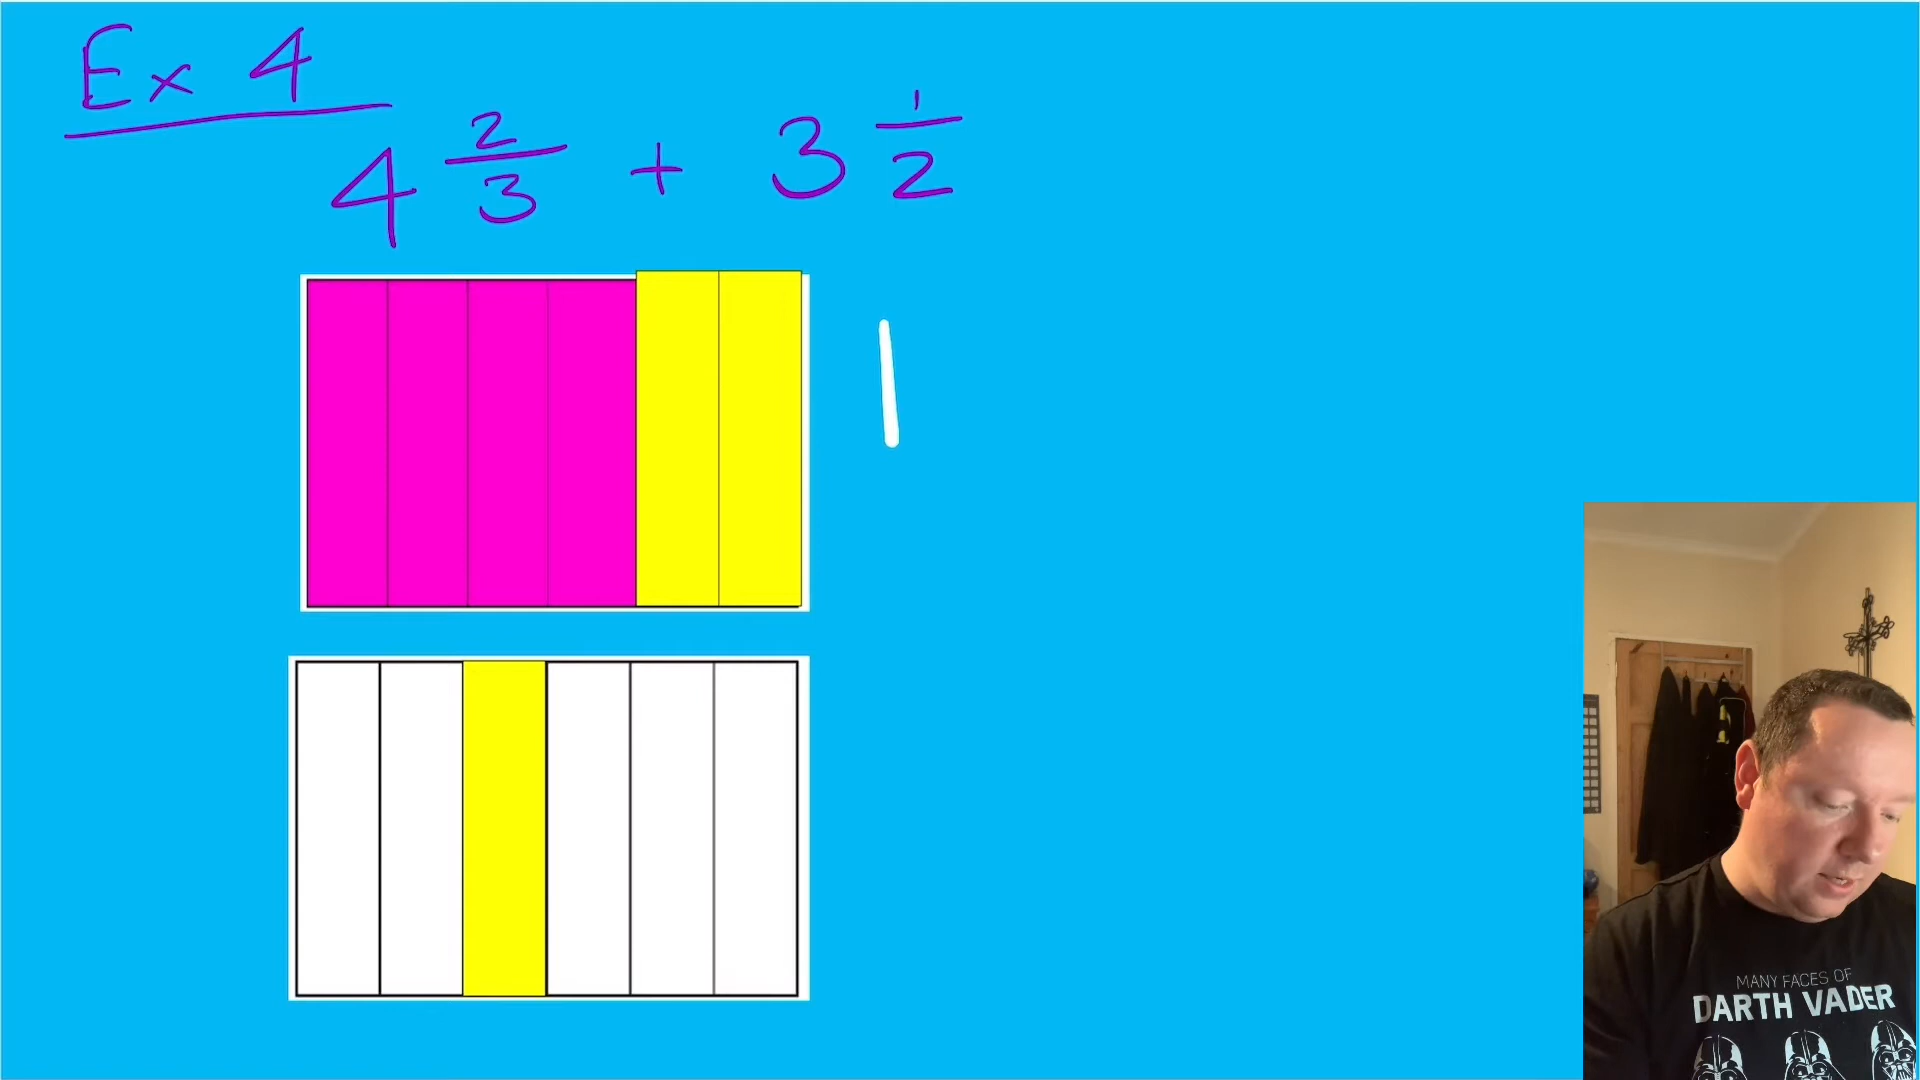 Ex 4
4 2/3 + 3 1/2
1
MANY FACES OF
DARTH VADER